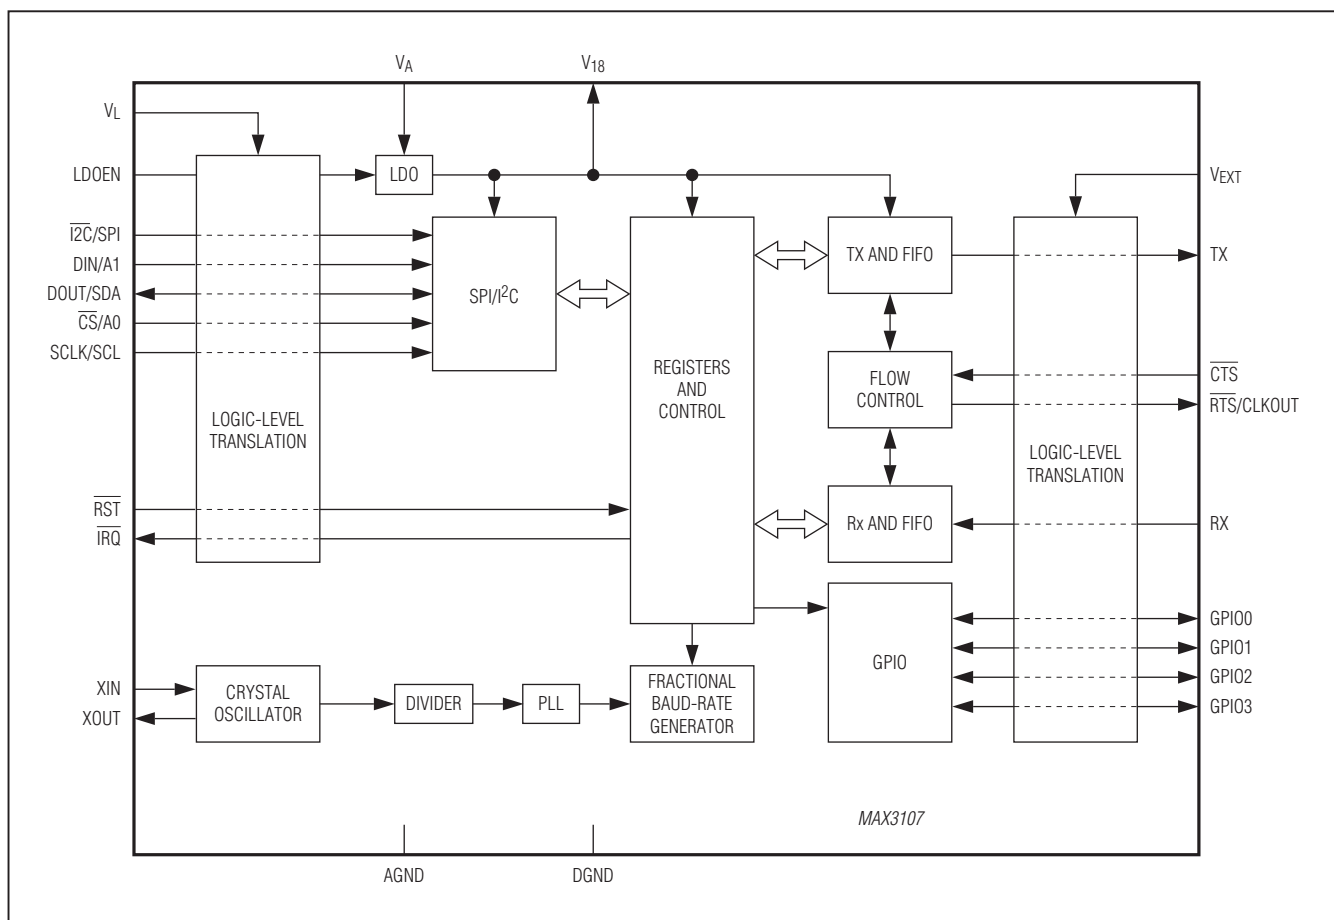 VA
V18
VL
LDOEN
LDO
VEXT
I2C/SPI
DIN/A1
DOUT/SDA
CS/A0
SCLK/SCL
SPI/I2C
TX AND FIFO
TX
REGISTERS
AND
CONTROL
FLOW
CONTROL
CTS
RTS/CLKOUT
LOGIC-LEVEL
TRANSLATION
LOGIC-LEVEL
TRANSLATION
RST
IRQ
Rx AND FIFO
RX
GPIO
GPIO0
GPIO1
GPIO2
GPIO3
XIN
XOUT
CRYSTAL
OSCILLATOR
DIVIDER
PLL
FRACTIONAL
BAUD-RATE
GENERATOR
MAX3107
AGND
DGND